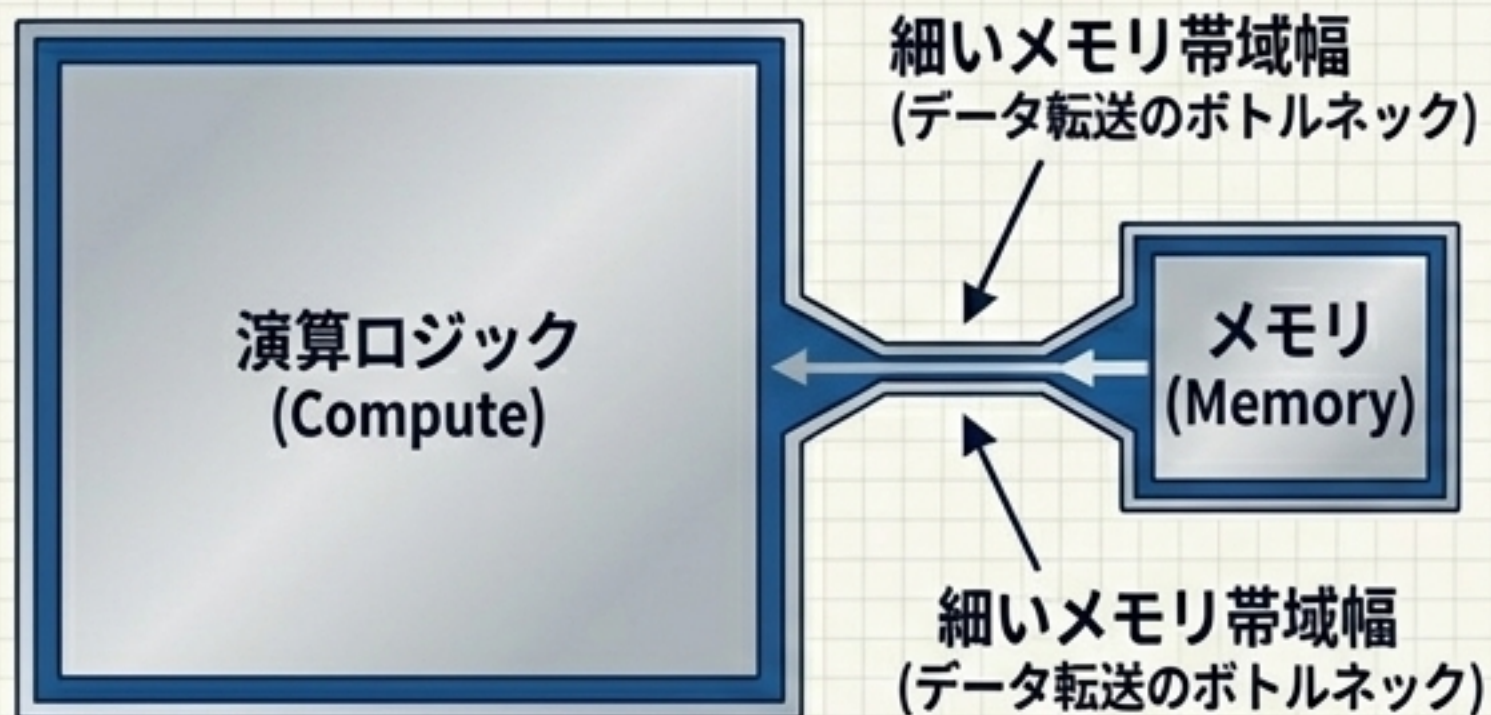 細いメモリ帯域幅
(データ転送のボトルネック)
演算ロジック
(Compute)
メモリ
(Memory)
細いメモリ帯域幅
(データ転送のボトルネック)